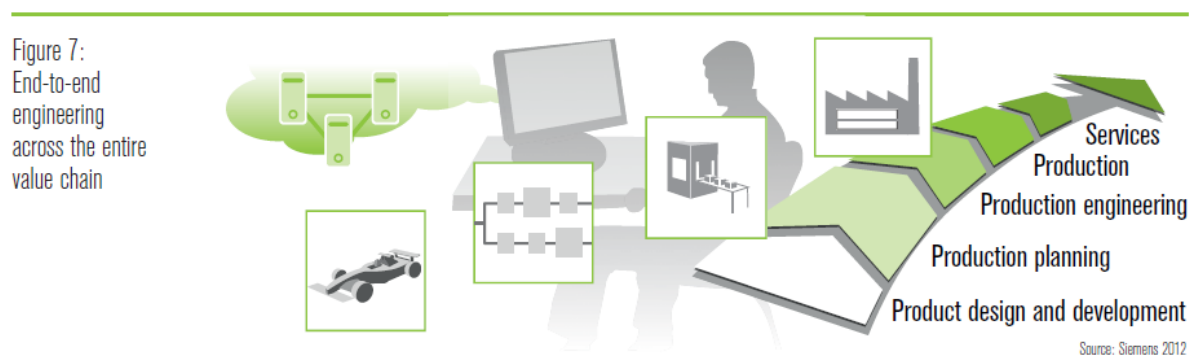 Figure 7:
End-to-end
engineering
across the entire
value chain
Services
Production
Production engineering
Production planning
Product design and development
Source: Siemens 2012